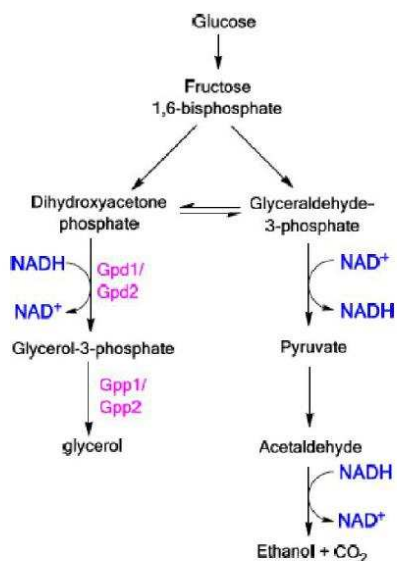 Glucose
Fructose
1,6-bisphosphate
Dihydroxyacetone
phosphate
Glyceraldehyde-
3-phosphate
NADH
Gpd1/
Gpd2
NAD+
NAD+
NADH
Glycerol-3-phosphate
Pyruvate
Gpp1/
Gpp2
glycerol
Acetaldehyde
NADH
NAD+
Ethanol + CO2